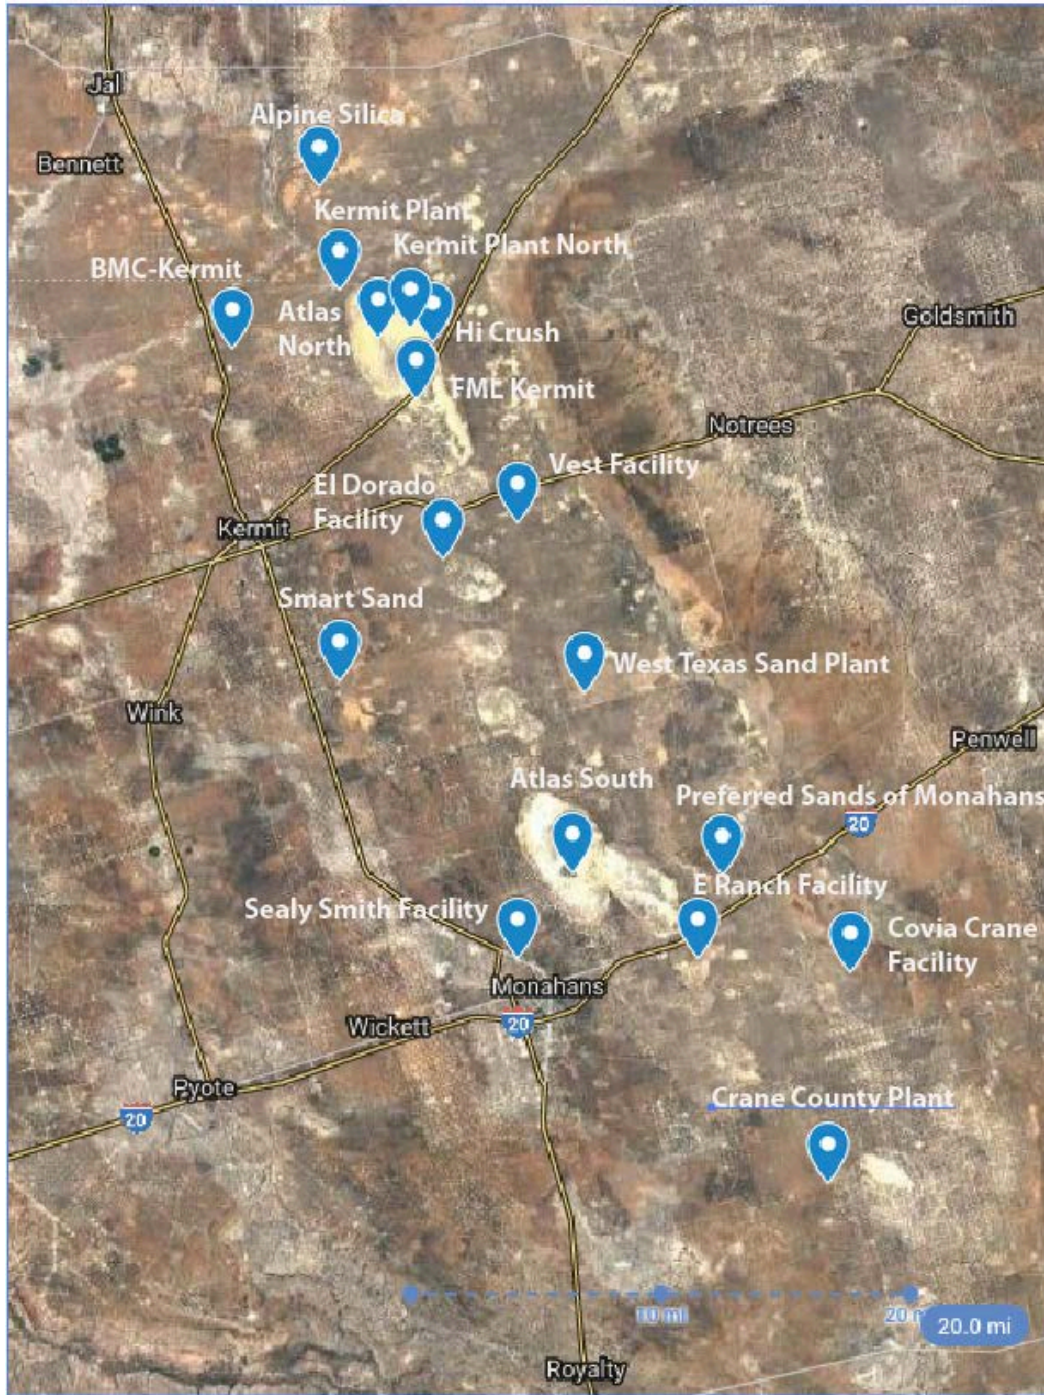 Jal
Alpine Silica
Bennett
Kermit Plant
Kermit Plant North
BMC-Kermit
Atlas
North
Hi Crush
Goldsmith
FML Kermit
Notrees
Vest Facility
El Dorado
Facility
Kermit
Smart Sand
West Texas Sand Plant
Wink
Penwell
Atlas South
Preferred Sands of Monahans
20
E Ranch Facility
Sealy Smith Facility
Covia Crane
Facility
Monahans
Wickett
20
Pyote
20
Crane County Plant
10 mi
20 m
20.0 mi
Royalty